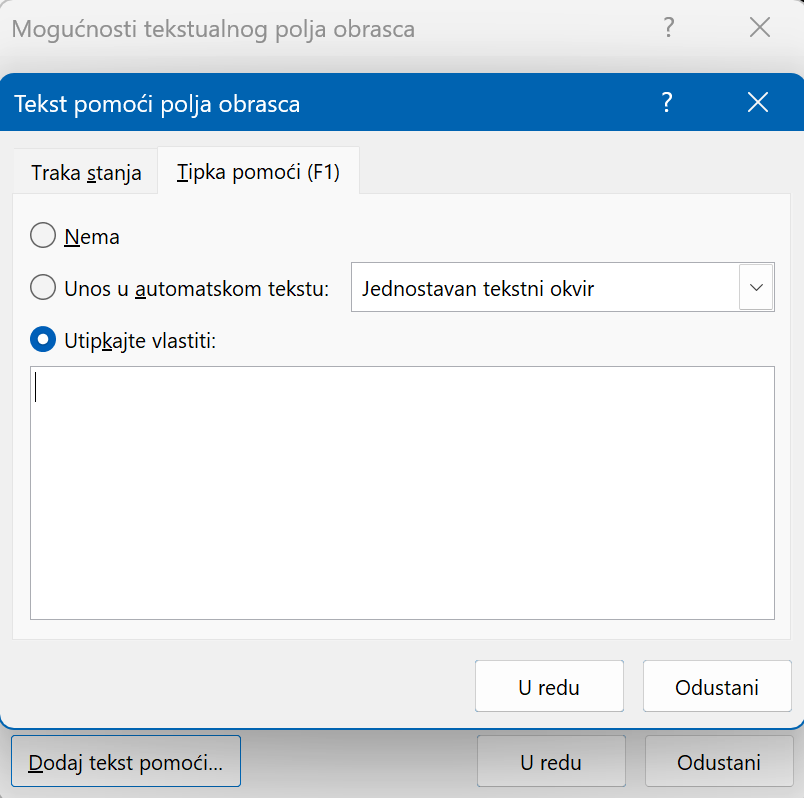 Mogućnosti tekstualnog polja obrasca ?
Tekst pomoći polja obrasca ?
Traka stanja Tipka pomoći (F1)
Nema
Unos u automatskom tekstu: Jednostavan tekstni okvir
Utipkajte vlastiti:
U redu Odustani
Dodaj tekst pomoći... U redu Odustani